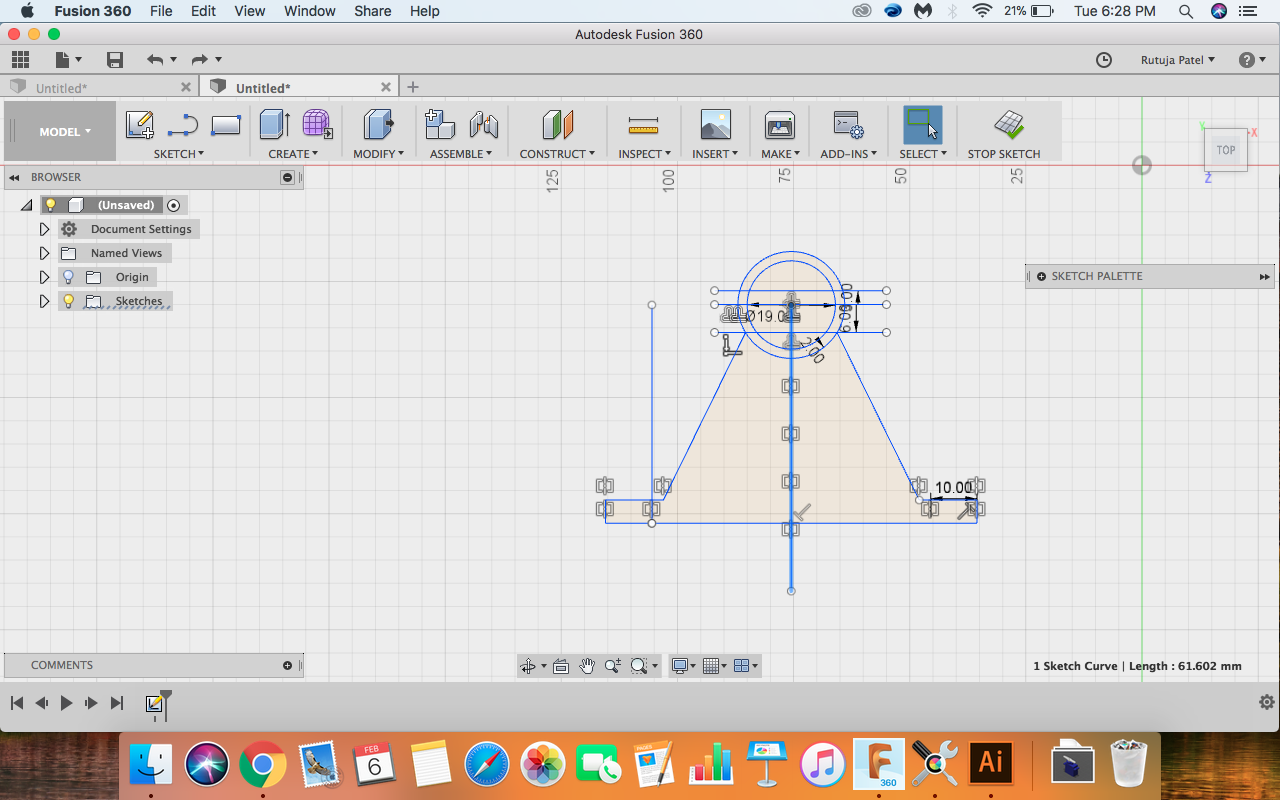 Fusion 360 File Edit View Window Share Help 21% Tue 6:28 PM
Autodesk Fusion 360
Rutuja Patel
Untitled* Untitled*
MODEL
SKETCH CREATE MODIFY ASSEMBLE CONSTRUCT INSPECT INSERT MAKE ADD-INS SELECT STOP SKETCH
Y X
TOP
Z
BROWSER
125 100 75 50 25
(Unsaved)
Document Settings
Named Views
Origin
Sketches
SKETCH PALETTE
6.00
2.00
10.00
COMMENTS
1 Sketch Curve | Length : 61.602 mm
FEB
6
PAGES
F
360
Ai